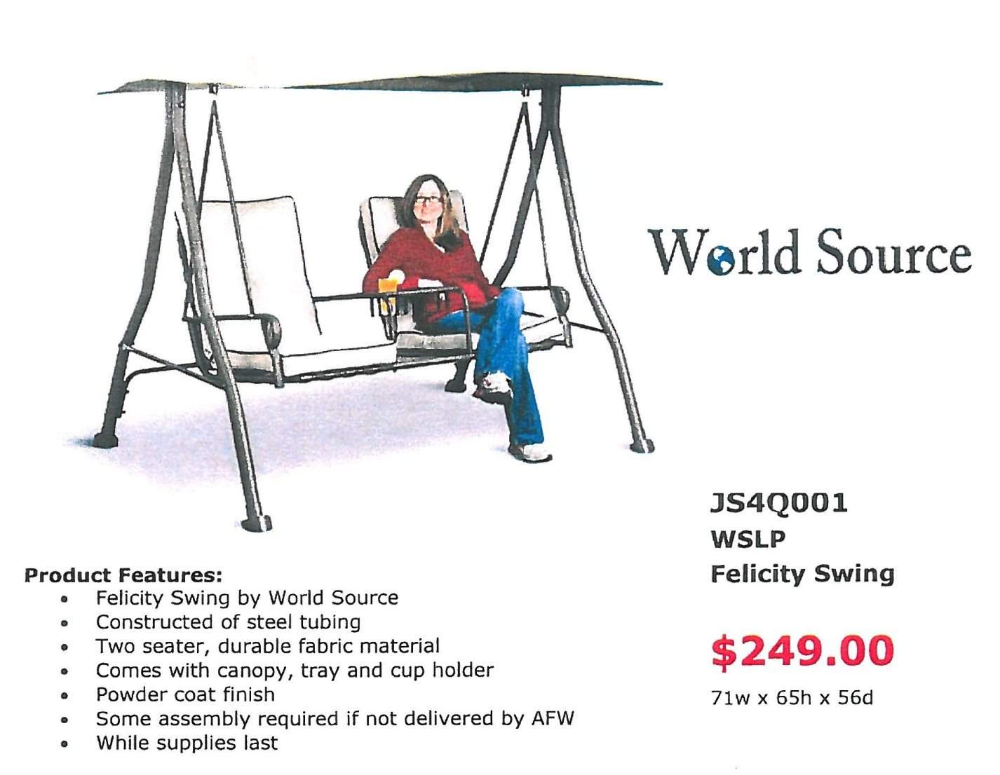 World Source
JS4Q001
WSLP
Felicity Swing
$249.00
71w x 65h x 56d
Product Features:
• Felicity Swing by World Source
• Constructed of steel tubing
• Two seater, durable fabric material
• Comes with canopy, tray and cup holder
• Powder coat finish
• Some assembly required if not delivered by AFW
• While supplies last